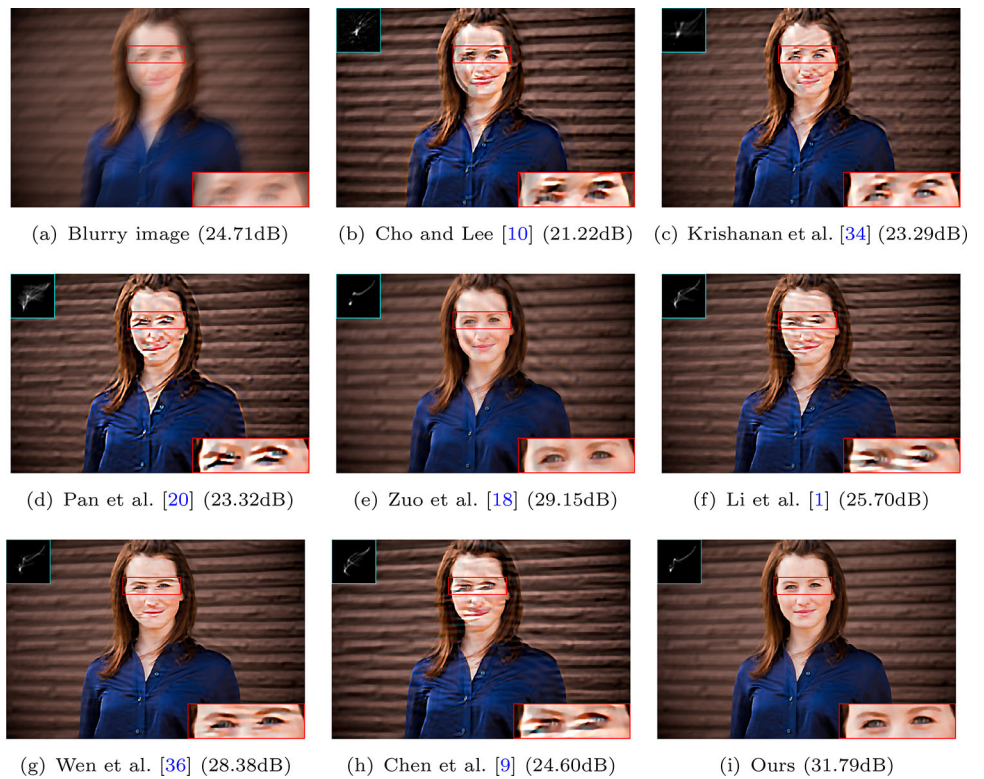 (a) Blurry image (24.71dB)
(b) Cho and Lee [10] (21.22dB)
(c) Krishanan et al. [34] (23.29dB)
(d) Pan et al. [20] (23.32dB)
(e) Zuo et al. [18] (29.15dB)
(f) Li et al. [1] (25.70dB)
(g) Wen et al. [36] (28.38dB)
(h) Chen et al. [9] (24.60dB)
(i) Ours (31.79dB)